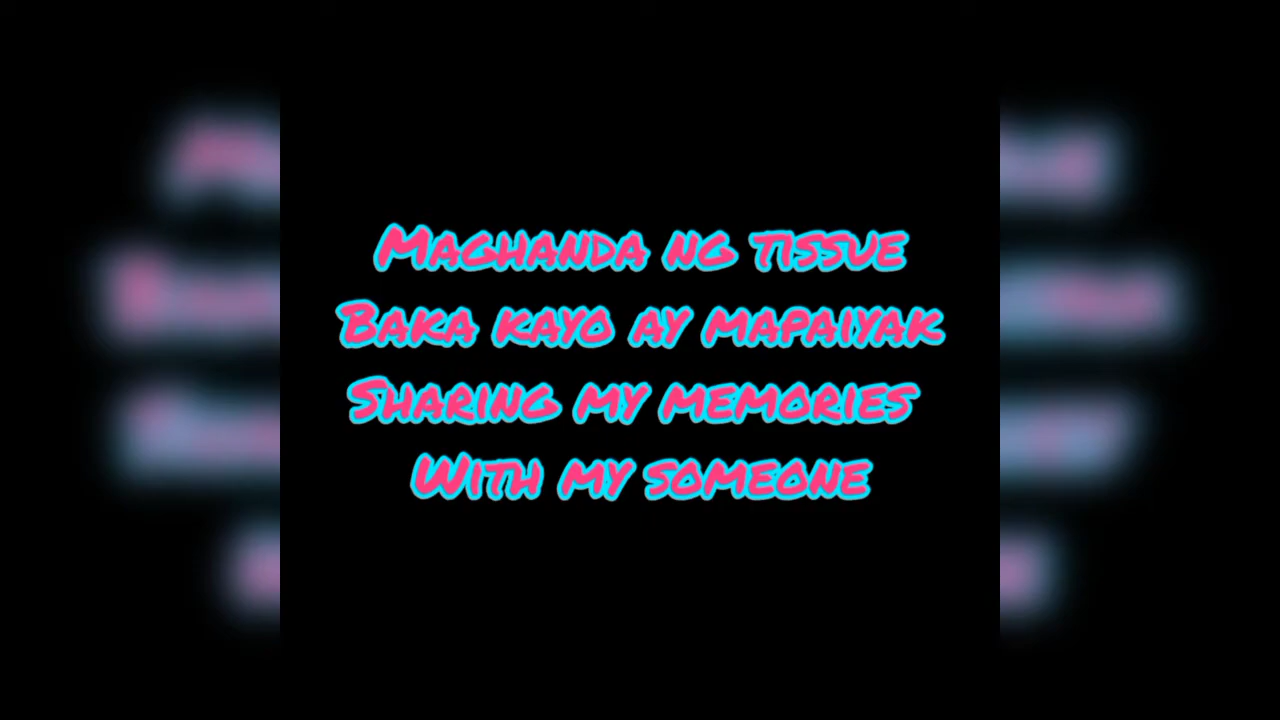 Maghanda ng tissue
Baka kayo ay mapaiyak
Sharing my memories
With my someone